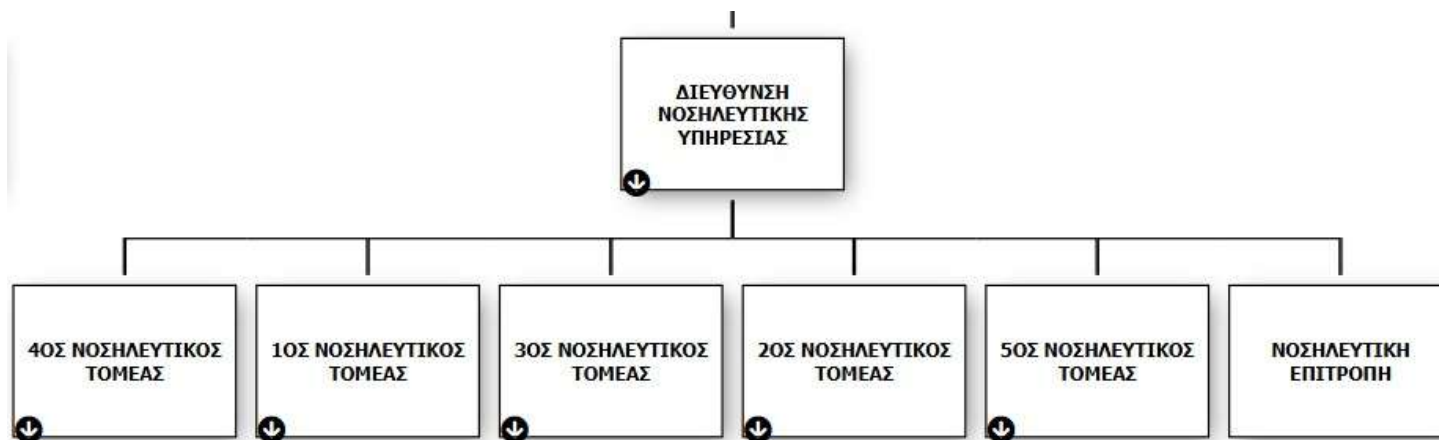 ΔΙΕΥΘΥΝΣΗ
ΝΟΣΗΛΕΥΤΙΚΗΣ
ΥΠΗΡΕΣΙΑΣ
4ΟΣ ΝΟΣΗΛΕΥΤΙΚΟΣ
ΤΟΜΕΑΣ
1ΟΣ ΝΟΣΗΛΕΥΤΙΚΟΣ
ΤΟΜΕΑΣ
3ΟΣ ΝΟΣΗΛΕΥΤΙΚΟΣ
ΤΟΜΕΑΣ
2ΟΣ ΝΟΣΗΛΕΥΤΙΚΟΣ
ΤΟΜΕΑΣ
5ΟΣ ΝΟΣΗΛΕΥΤΙΚΟΣ
ΤΟΜΕΑΣ
ΝΟΣΗΛΕΥΤΙΚΗ
ΕΠΙΤΡΟΠΗ